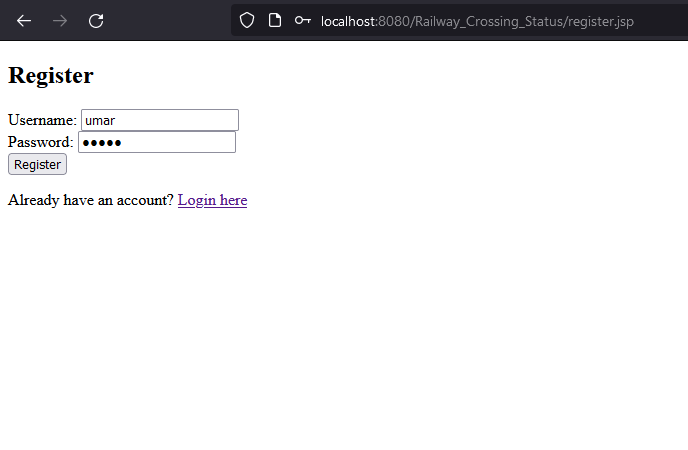 localhost:8080/Railway_Crossing_Status/register.jsp
Register
Username: umar
Password: ●●●●●
Register
Already have an account? Login here